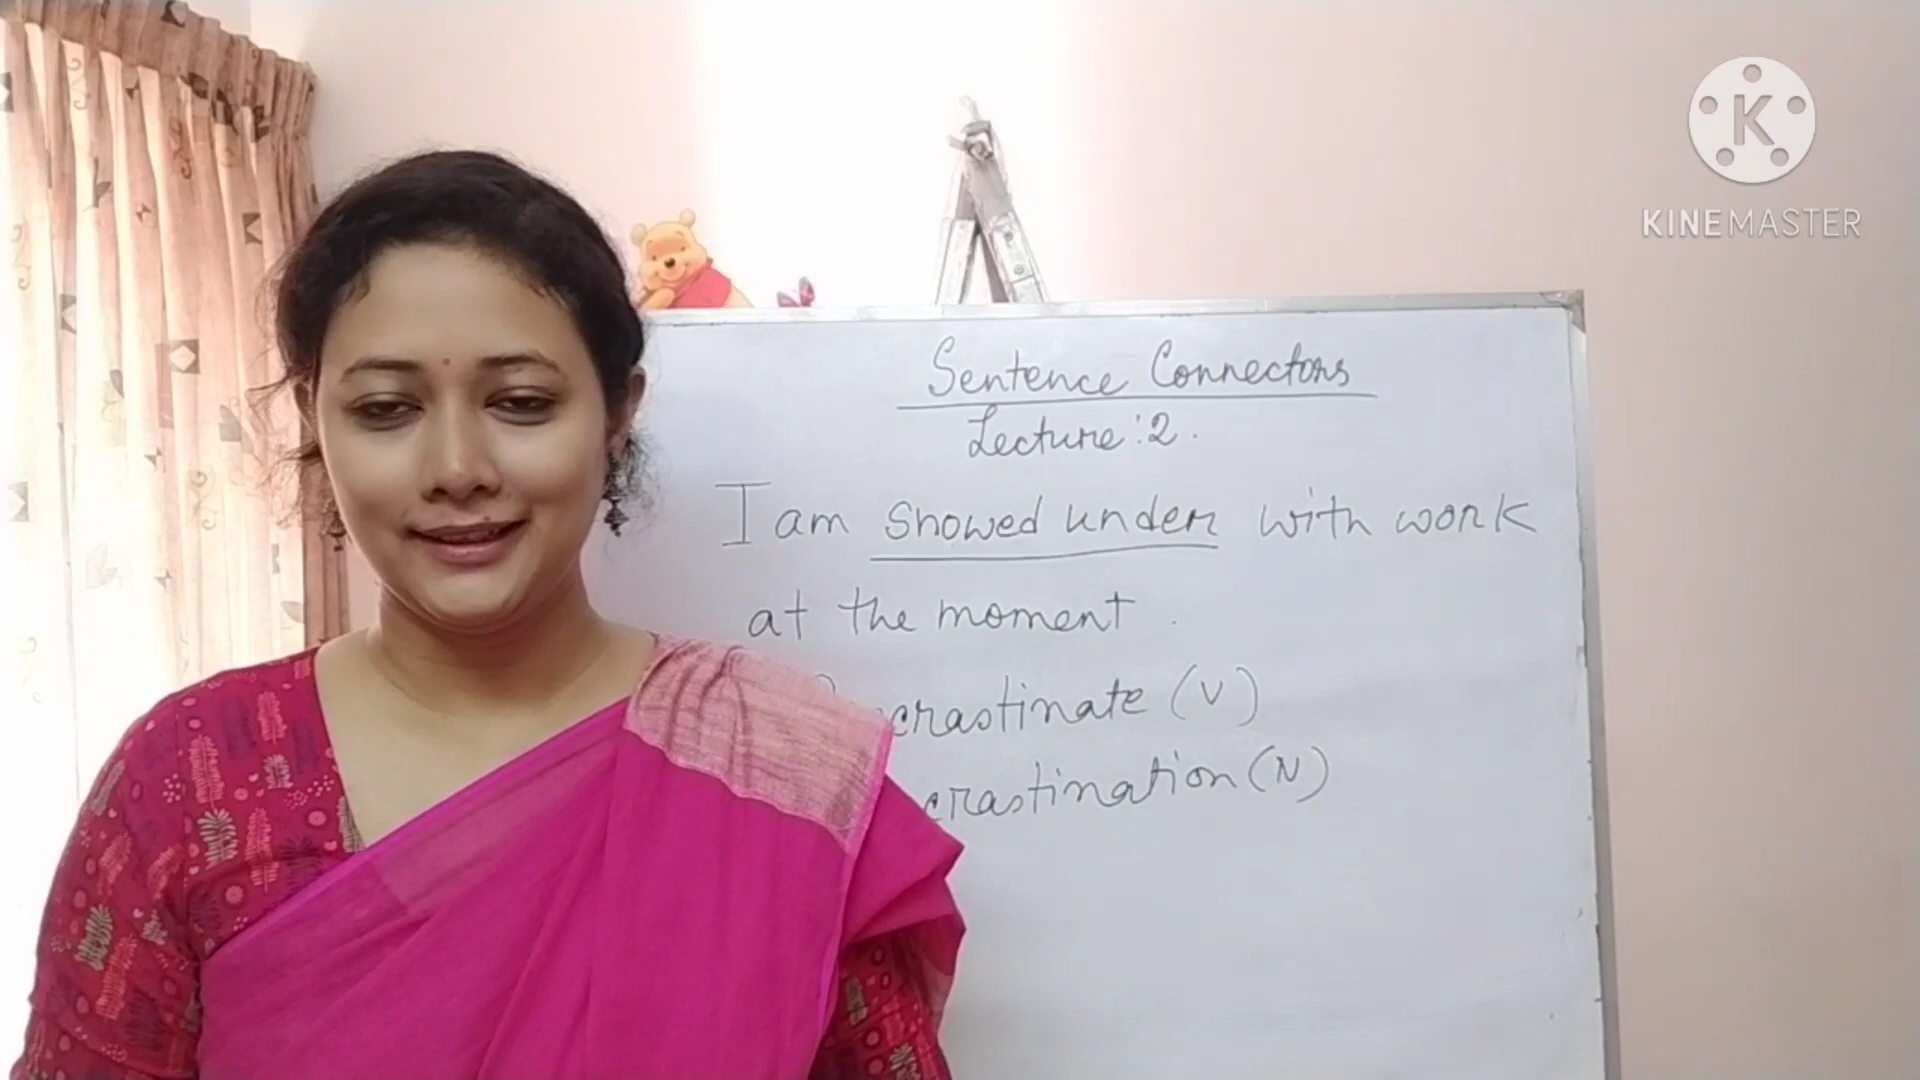 K
KINEMASTER
Sentence Connectors
Lecture:2.
I am snowed under with work
at the moment.
crastinate (V)
crastination (N)